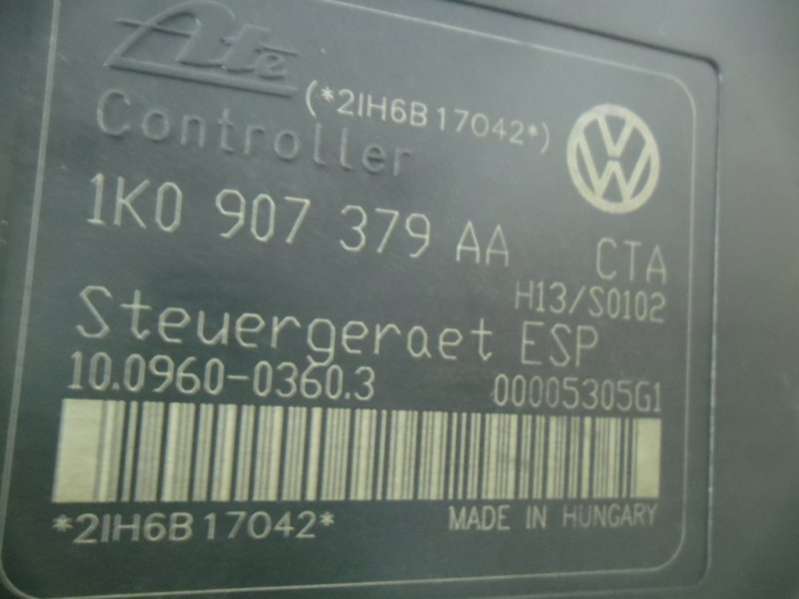 Ate
(*2IH6B17042*)
Controller
1K0 907 379 AA
CTA
H13/S0102
Steuergeraet ESP
10.0960-0360.3
00005305G1
*2IH6B17042*
MADE IN HUNGARY